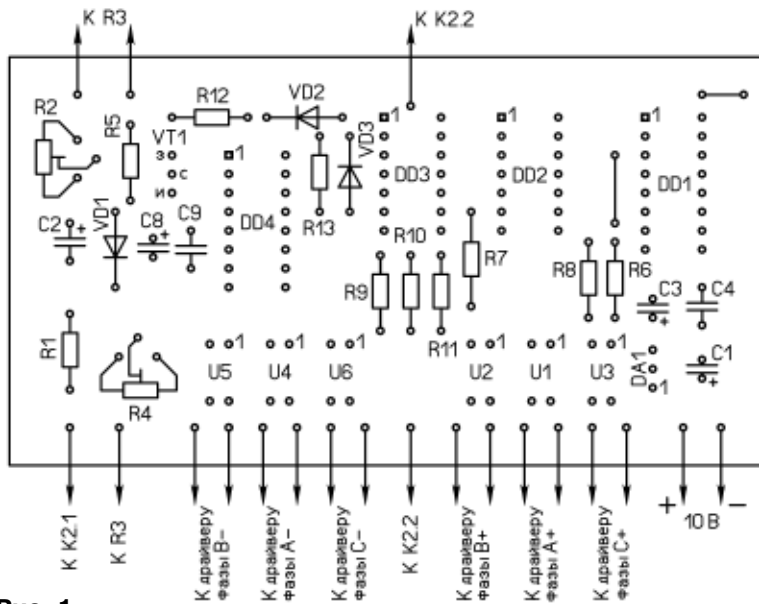 К R3
К К2.2
R2
R5
VT1
з
с
и
R12
VD2
VD3
1
1
1
1
R13
DD3
DD2
DD1
DD4
C2
+
VD1
C8
+
C9
R10
R7
R9
R11
R8
R6
C3
+
C4
R1
R4
1
U5
1
U4
1
U6
1
U2
1
U1
1
U3
DA1
1
C1
+
К К2.1
К R3
К драйверу
фазы В−
К драйверу
фазы А−
К драйверу
фазы С−
К К2.2
К драйверу
фазы В+
К драйверу
фазы А+
К драйверу
фазы С+
+ 10 В −